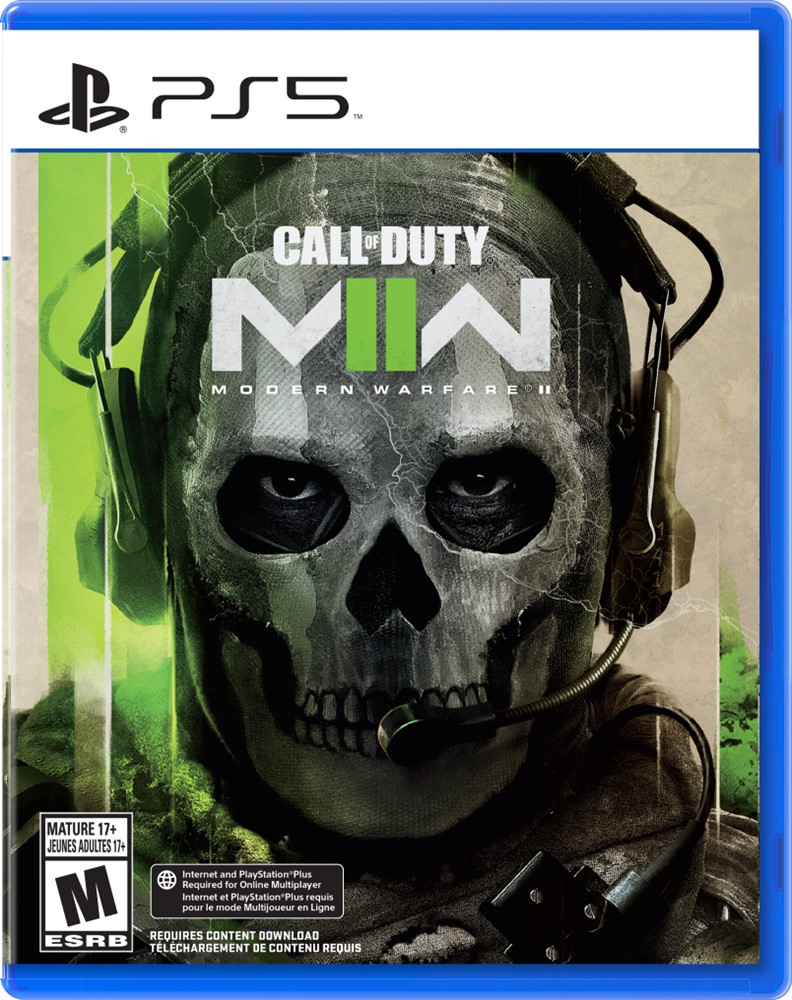 PS5™
CALL OF DUTY
MIIW
MODERN WARFARE® II
MATURE 17+
JEUNES ADULTES 17+
M
ESRB
Internet and PlayStation®Plus
Required for Online Multiplayer
Internet et PlayStation®Plus requis
pour le mode Multijoueur en Ligne
REQUIRES CONTENT DOWNLOAD
TÉLÉCHARGEMENT DE CONTENU REQUIS